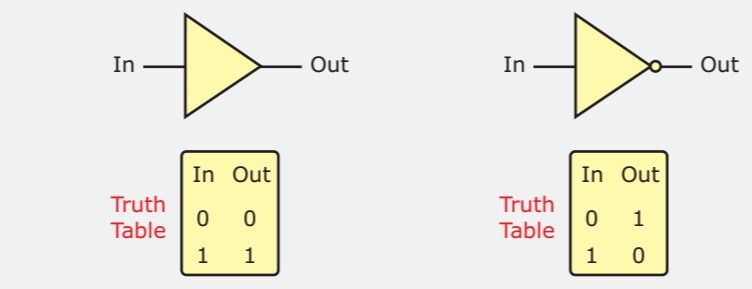 In Out
In Out
In Out
Truth Table
0 0
1 1
In Out
Truth Table
0 1
1 0